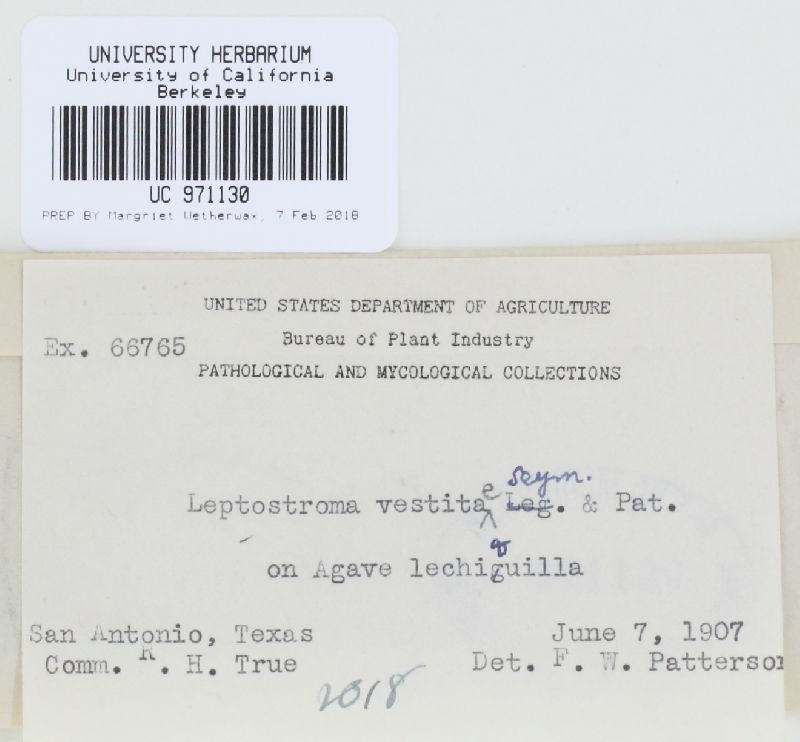 UNIVERSITY HERBARIUM
University of California
Berkeley
UC 971130
PREP BY Margriet Wetherwax, 7 Feb 2018
UNITED STATES DEPARTMENT OF AGRICULTURE
Bureau of Plant Industry
Ex. 66765
PATHOLOGICAL AND MYCOLOGICAL COLLECTIONS
e Seym.
Leptostroma vestita Leg. & Pat.
q
on Agave lechiguilla
San Antonio, Texas June 7, 1907
Comm. R. H. True Det. F. W. Patterson
2018